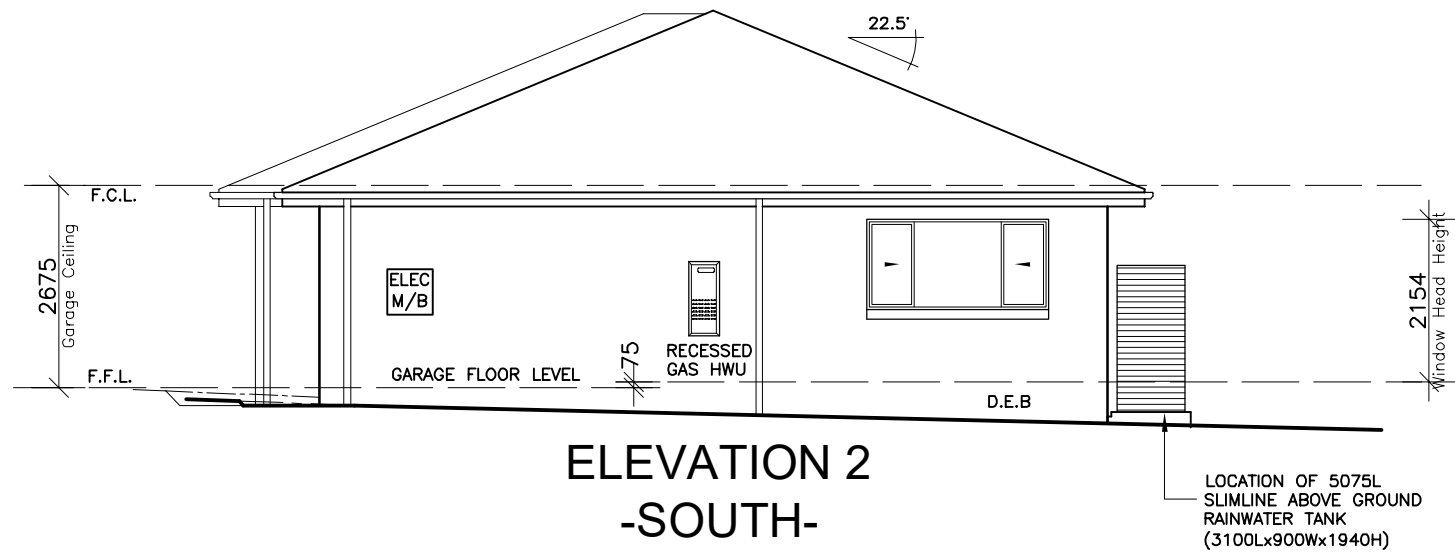 22.5'
F.C.L.
2675
Garage Ceiling
ELEC
M/B
2154
Window Head Height
75
RECESSED
GAS HWU
F.F.L.
GARAGE FLOOR LEVEL
D.E.B
ELEVATION 2
-SOUTH-
LOCATION OF 5075L
SLIMLINE ABOVE GROUND
RAINWATER TANK
(3100Lx900Wx1940H)